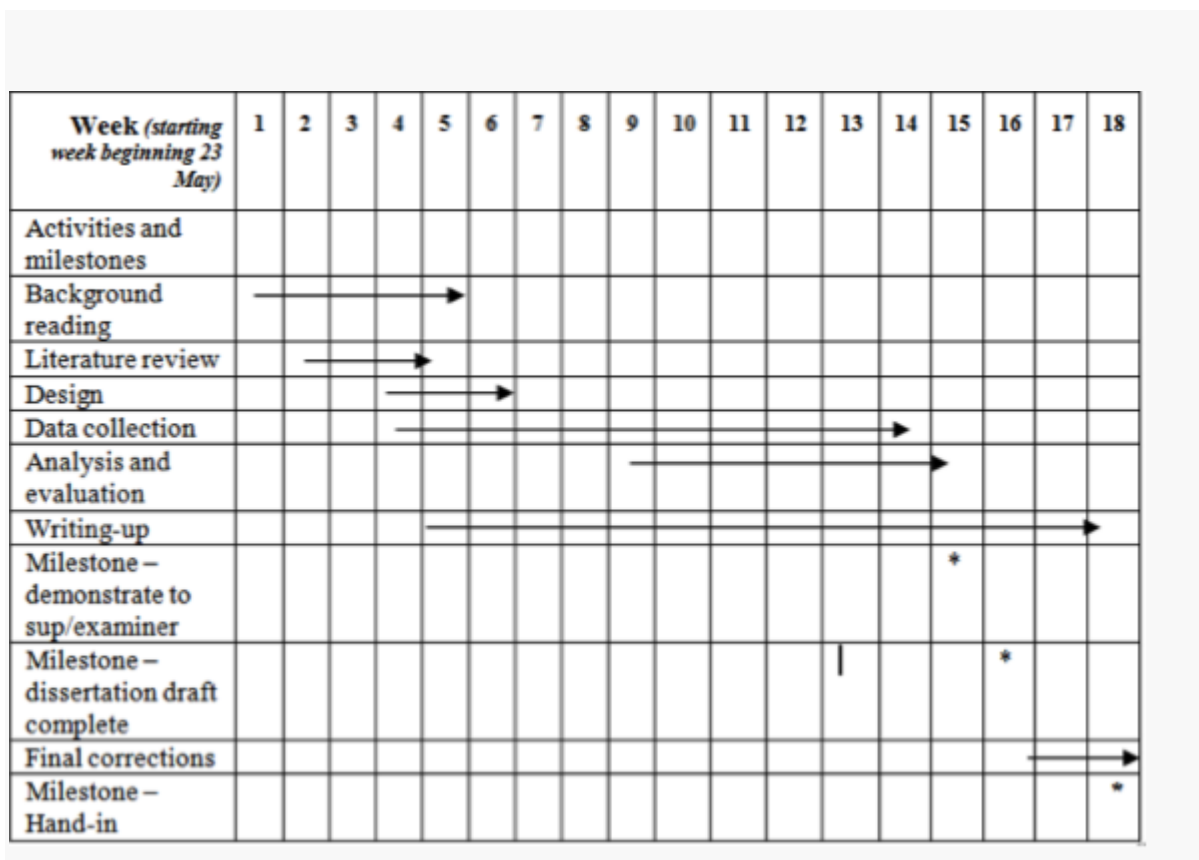 Week (starting 1 2 3 4 5 6 7 8 9 10 11 12 13 14 15 16 17 18
week beginning 23
May)
Activities and
milestones
Background
reading
Literature review
Design
Data collection
Analysis and
evaluation
Writing-up
Milestone – *
demonstrate to
sup/examiner
Milestone – *
dissertation draft
complete
Final corrections
Milestone – *
Hand-in